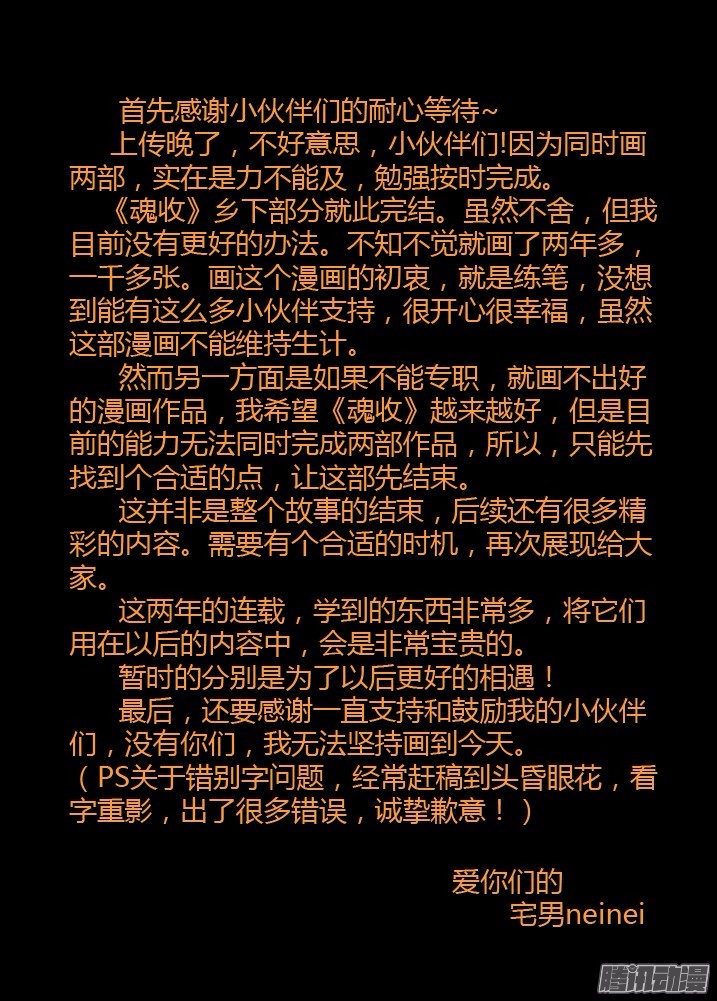 首先感谢小伙伴们的耐心等待~
上传晚了，不好意思，小伙伴们!因为同时画
两部，实在是力不能及，勉强按时完成。
《魂收》乡下部分就此完结。虽然不舍，但我
目前没有更好的办法。不知不觉就画了两年多，
一千多张。画这个漫画的初衷，就是练笔，没想
到能有这么多小伙伴支持，很开心很幸福，虽然
这部漫画不能维持生计。
然而另一方面是如果不能专职，就画不出好
的漫画作品，我希望《魂收》越来越好，但是目
前的能力无法同时完成两部作品，所以，只能先
找到个合适的点，让这部先结束。
这并非是整个故事的结束，后续还有很多精
彩的内容。需要有个合适的时机，再次展现给大
家。
这两年的连载，学到的东西非常多，将它们
用在以后的内容中，会是非常宝贵的。
暂时的分别是为了以后更好的相遇！
最后，还要感谢一直支持和鼓励我的小伙伴
们，没有你们，我无法坚持画到今天。
（PS关于错别字问题，经常赶稿到头昏眼花，看
字重影，出了很多错误，诚挚歉意！）
爱你们的
宅男neinei
腾讯动漫